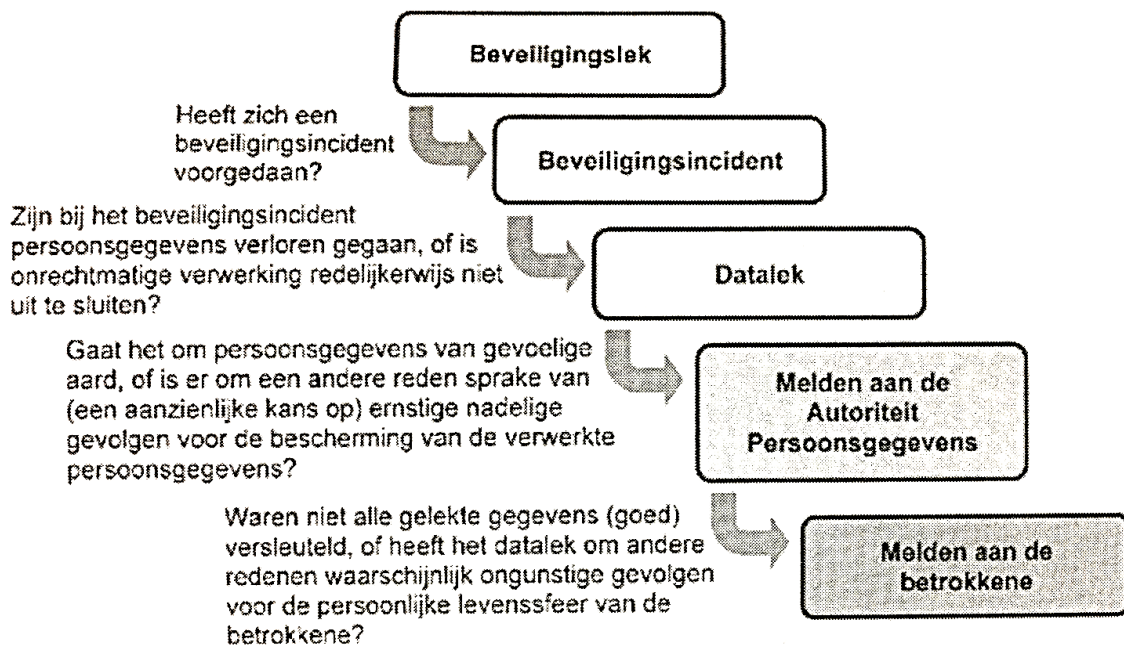 Beveiligingslek
Heeft zich een
beveiligingsincident
voorgedaan?
Beveiligingsincident
Zijn bij het beveiligingsincident
persoonsgegevens verloren gegaan, of is
onrechtmatige verwerking redelijkerwijs niet
uit te sluiten?
Datalek
Gaat het om persoonsgegevens van gevoelige
aard, of is er om een andere reden sprake van
(een aanzienlijke kans op) ernstige nadelige
gevolgen voor de bescherming van de verwerkte
persoonsgegevens?
Melden aan de
Autoriteit
Persoonsgegevens
Waren niet alle gelekte gegevens (goed)
versleuteld, of heeft het datalek om andere
redenen waarschijnlijk ongunstige gevolgen
voor de persoonlijke levenssfeer van de
betrokkene?
Melden aan de
betrokkene